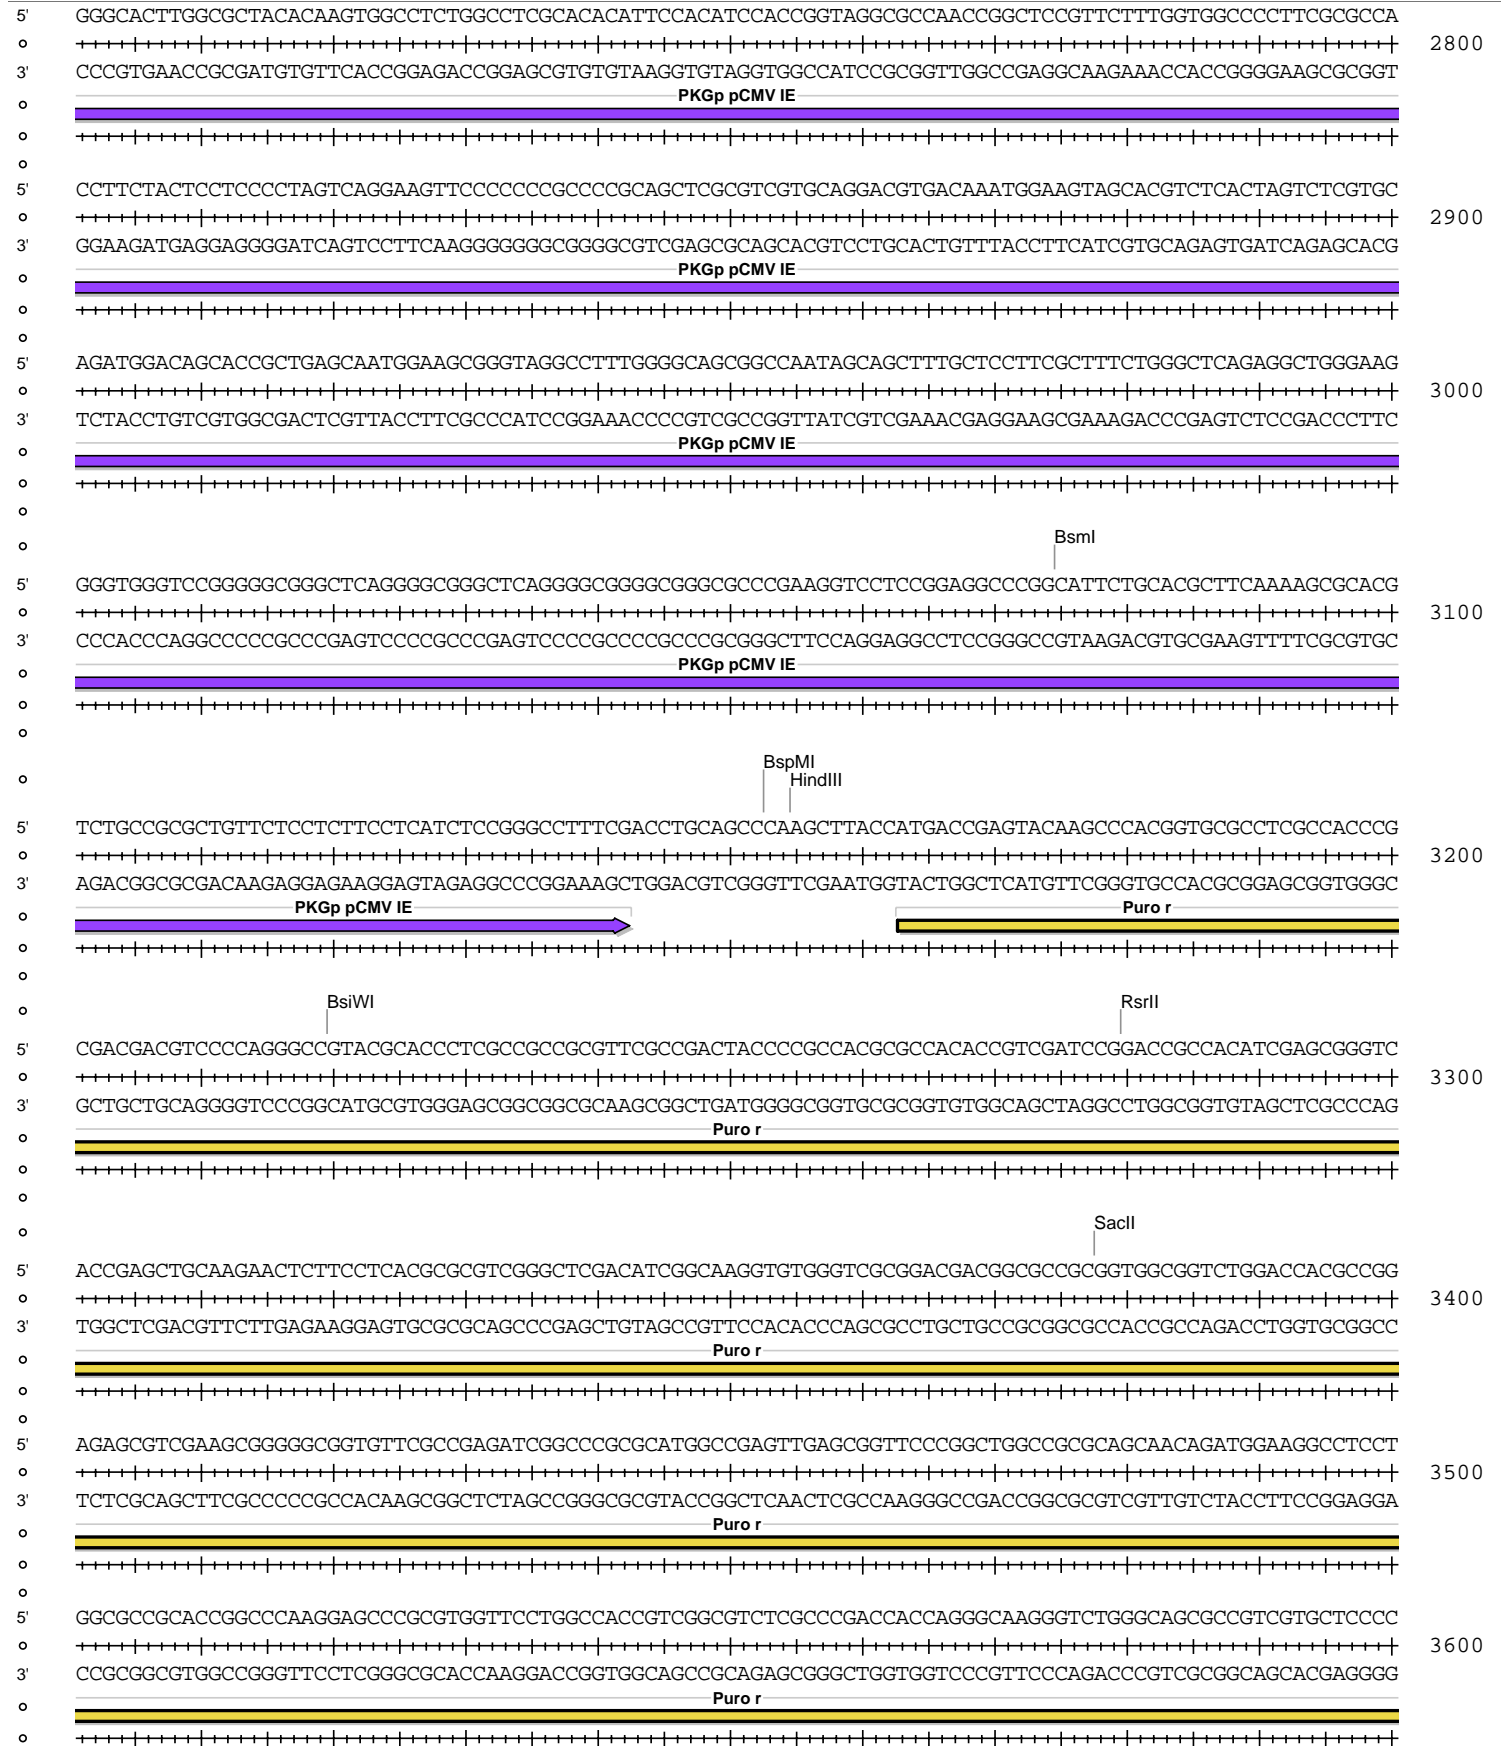 5' GGGCACTTGGCGCTACACAAGTGGCCTCTGGCCTCGCACACATTCCACATCCACCGGTAGGCGCCAACCGGCTCCGTTCTTTGGTGGCCCCTTCGCGCCA
2800
3' CCCGTGAACCGCGATGTGTTCACCGGAGACCGGAGCGTGTGTAAGGTGTAGGTGGCCATCCGCGGTTGGCCGAGGCAAGAAACCACCGGGGAAGCGCGGT
PKGp pCMV IE
5' CCTTCTACTCCTCCCCTAGTCAGGAAGTTCCCCCCCGCCCCGCAGCTCGCGTCGTGCAGGACGTGACAAATGGAAGTAGCACGTCTCACTAGTCTCGTGC
2900
3' GGAAGATGAGGAGGGGATCAGTCCTTCAAGGGGGGGCGGGGCGTCGAGCGCAGCACGTCCTGCACTGTTTACCTTCATCGTGCAGAGTGATCAGAGCACG
PKGp pCMV IE
5' AGATGGACAGCACCGCTGAGCAATGGAAGCGGGTAGGCCTTTGGGGCAGCGGCCAATAGCAGCTTTGCTCCTTCGCTTTCTGGGCTCAGAGGCTGGGAAG
3000
3' TCTACCTGTCGTGGCGACTCGTTACCTTCGCCCATCCGGAAACCCCGTCGCCGGTTATCGTCGAAACGAGGAAGCGAAAGACCCGAGTCTCCGACCCTTC
PKGp pCMV IE
BsmI
5' GGGTGGGTCCGGGGGCGGGCTCAGGGGCGGGCTCAGGGGCGGGGCGGGCGCCCGAAGGTCCTCCGGAGGCCCGGCATTCTGCACGCTTCAAAAGCGCACG
3100
3' CCCACCCAGGCCCCCGCCCGAGTCCCCGCCCGAGTCCCCGCCCCGCCCGCGGGCTTCCAGGAGGCCTCCGGGCCGTAAGACGTGCGAAGTTTTCGCGTGC
PKGp pCMV IE
BspMI
HindIII
5' TCTGCCGCGCTGTTCTCCTCTTCCTCATCTCCGGGCCTTTCGACCTGCAGCCCAAGCTTACCATGACCGAGTACAAGCCCACGGTGCGCCTCGCCACCCG
3200
3' AGACGGCGCGACAAGAGGAGAAGGAGTAGAGGCCCGGAAAGCTGGACGTCGGGTTCGAATGGTACTGGCTCATGTTCGGGTGCCACGCGGAGCGGTGGGC
PKGp pCMV IE Puro r
BsiWI RsrII
5' CGACGACGTCCCCAGGGCCGTACGCACCCTCGCCGCCGCGTTCGCCGACTACCCCGCCACGCGCCACACCGTCGATCCGGACCGCCACATCGAGCGGGTC
3300
3' GCTGCTGCAGGGGTCCCGGCATGCGTGGGAGCGGCGGCGCAAGCGGCTGATGGGGCGGTGCGCGGTGTGGCAGCTAGGCCTGGCGGTGTAGCTCGCCCAG
Puro r
SacII
5' ACCGAGCTGCAAGAACTCTTCCTCACGCGCGTCGGGCTCGACATCGGCAAGGTGTGGGTCGCGGACGACGGCGCCGCGGTGGCGGTCTGGACCACGCCGG
3400
3' TGGCTCGACGTTCTTGAGAAGGAGTGCGCGCAGCCCGAGCTGTAGCCGTTCCACACCCAGCGCCTGCTGCCGCGGCGCCACCGCCAGACCTGGTGCGGCC
Puro r
5' AGAGCGTCGAAGCGGGGGCGGTGTTCGCCGAGATCGGCCCGCGCATGGCCGAGTTGAGCGGTTCCCGGCTGGCCGCGCAGCAACAGATGGAAGGCCTCCT
3500
3' TCTCGCAGCTTCGCCCCCGCCACAAGCGGCTCTAGCCGGGCGCGTACCGGCTCAACTCGCCAAGGGCCGACCGGCGCGTCGTTGTCTACCTTCCGGAGGA
Puro r
5' GGCGCCGCACCGGCCCAAGGAGCCCGCGTGGTTCCTGGCCACCGTCGGCGTCTCGCCCGACCACCAGGGCAAGGGTCTGGGCAGCGCCGTCGTGCTCCCC
3600
3' CCGCGGCGTGGCCGGGTTCCTCGGGCGCACCAAGGACCGGTGGCAGCCGCAGAGCGGGCTGGTGGTCCCGTTCCCAGACCCGTCGCGGCAGCACGAGGGG
Puro r